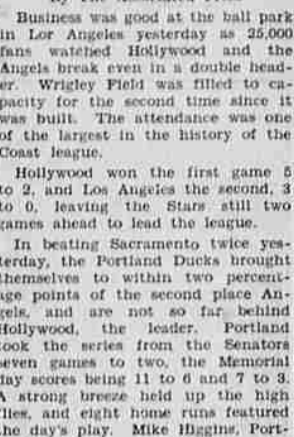 By The Associated Press
Business was good at the ball park
in Lor Angeles yesterday as 25,000
fans watched Hollywood and the
Angels break even in a double head-
er. Wrigley Field was filled to ca-
pacity for the second time since it
was built. The attendance was one
of the largest in the history of the
Coast league.
Hollywood won the first game 5
to 2, and Los Angeles the second, 3
to 0, leaving the Stars still two
games ahead to lead the league.
In beating Sacramento twice yes-
terday, the Portland Ducks brought
themselves to within two percent-
age points of the second place An-
gels, and are not so far behind
Hollywood, the leader. Portland
took the series from the Senators
seven games to two, the Memorial
day scores being 11 to 6 and 7 to 3.
A strong breeze held up the high
flies, and eight home runs featured
the day's play. Mike Higgins, Port-